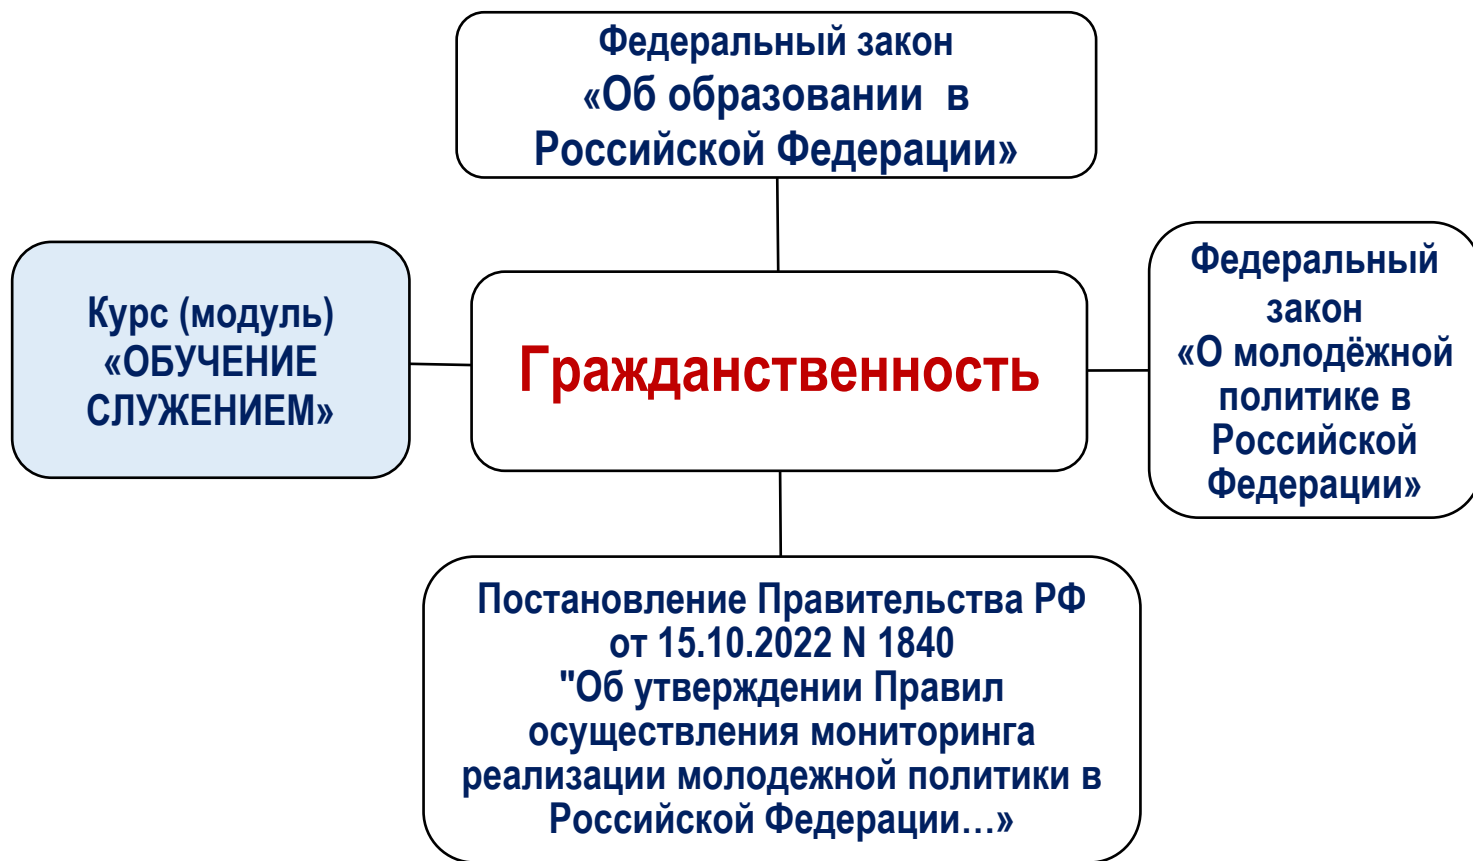 Федеральный закон
«Об образовании в
Российской Федерации»
Курс (модуль)
«ОБУЧЕНИЕ
СЛУЖЕНИЕМ»
Гражданственность
Федеральный
закон
«О молодёжной
политике в
Российской
Федерации»
Постановление Правительства РФ
от 15.10.2022 N 1840
"Об утверждении Правил
осуществления мониторинга
реализации молодежной политики в
Российской Федерации…»